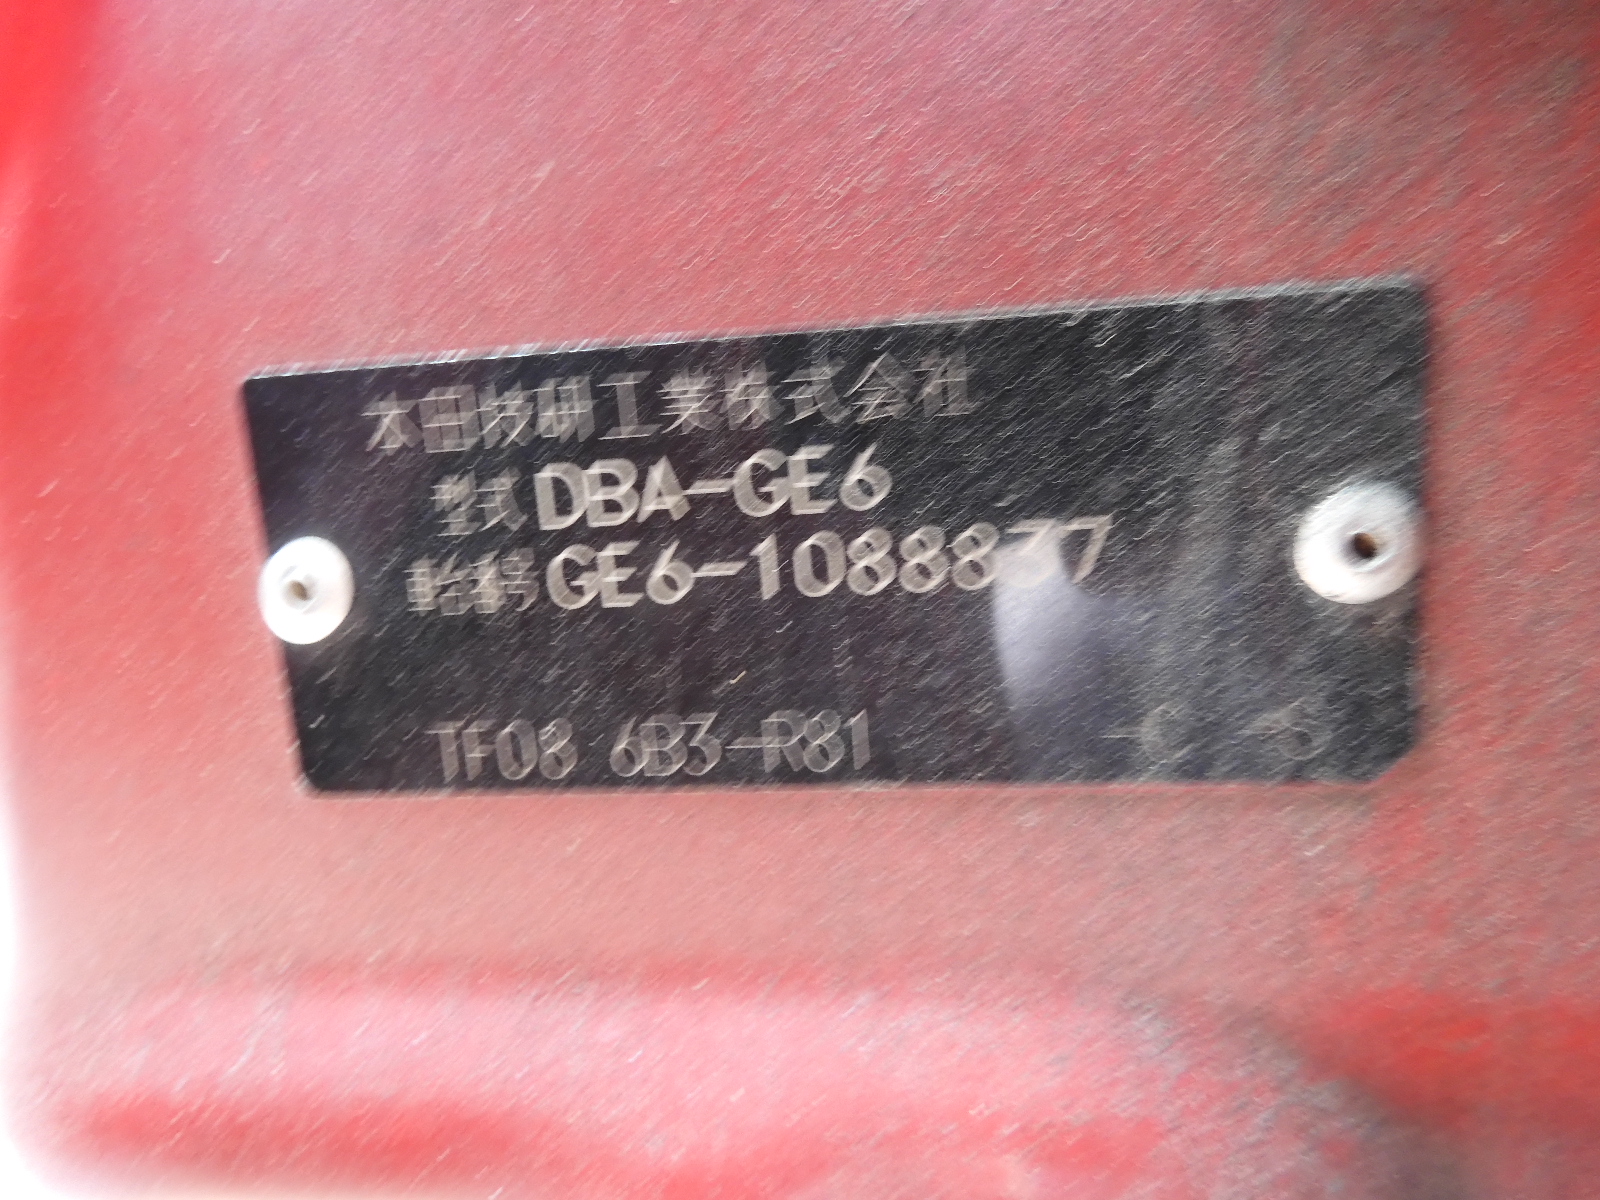 本田技研工業株式会社
型式 DBA-GE6
車台番号 GE6-1088877
TF08 6B3-R81 -C S